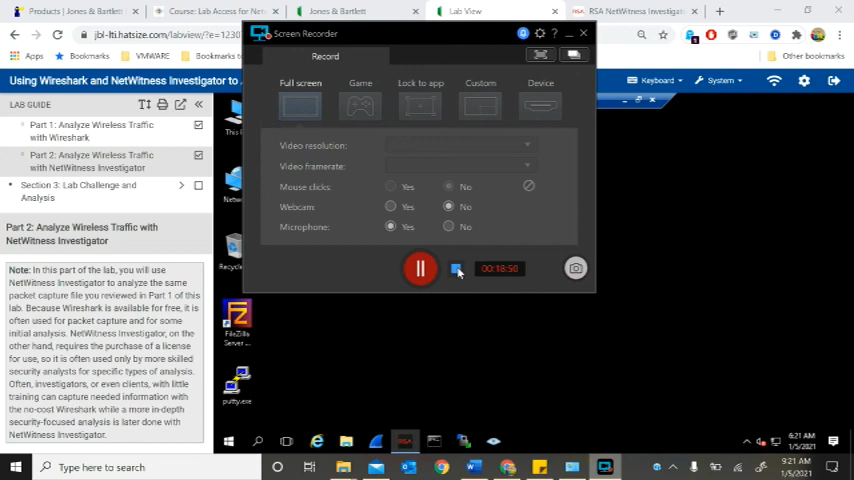 Products | Jones & Bartlett
Course: Lab Access for Net
Jones & Bartlett
Lab View
RSA NetWitness Investigato
jbl-lti.hatsize.com/labview/?e=1230
Apps
Bookmarks
VMWARE
Other bookmarks
Using Wireshark and NetWitness Investigator to
Keyboard
System
LAB GUIDE
Part 1: Analyze Wireless Traffic
with Wireshark
Part 2: Analyze Wireless Traffic
with NetWitness Investigator
Section 3: Lab Challenge and
Analysis
Part 2: Analyze Wireless Traffic with
NetWitness Investigator
Note: In this part of the lab, you will use
NetWitness Investigator to analyze the same
packet capture file you reviewed in Part 1 of this
lab. Because Wireshark is available for free, it is
often used for packet capture and for some
initial analysis. NetWitness Investigator, on the
other hand, requires the purchase of a license
for use, so it is often used only by more skilled
security analysts for specific types of analysis.
Often, investigators, or even clients, with little
training can capture needed information with
the no-cost Wireshark while a more in-depth
security-focused analysis is later done with
NetWitness Investigator.
This
Netw
Recycle
FileZilla
Server ...
putty.exe
Screen Recorder
Record
Full screen
Game
Lock to app
Custom
Device
Video resolution:
Video framerate:
Mouse clicks:
Yes
No
Webcam:
Yes
No
Microphone:
Yes
No
00:18:50
RSA
6:21 AM
1/5/2021
Type here to search
9:21 AM
1/5/2021